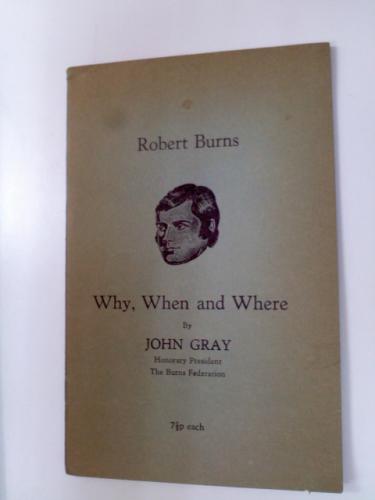 Robert Burns
Why, When and Where
By
JOHN GRAY
Honorary President
The Burns Federation
7½p each